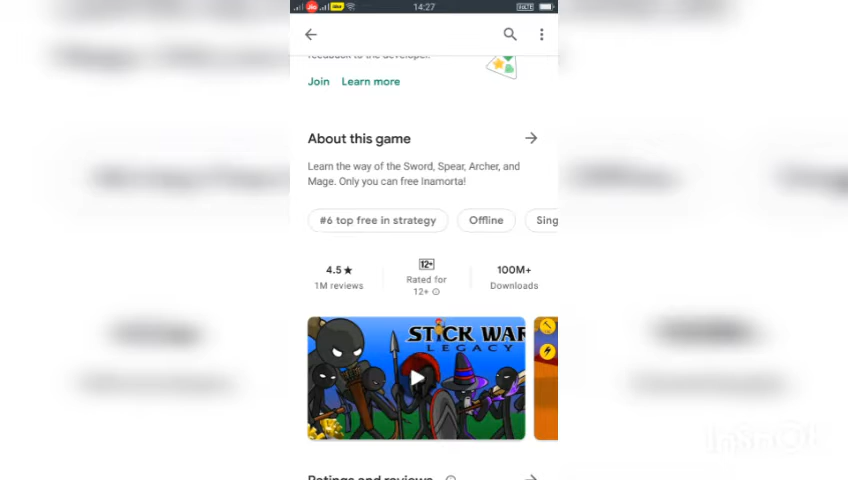 14:27
VoLTE
feedback to the developer.
Join Learn more
About this game
Learn the way of the Sword, Spear, Archer, and
Mage. Only you can free Inamorta!
#6 top free in strategy Offline Sing
4.5★ 12+ 100M+
1M reviews Rated for 12+ Downloads
STICK WAR
LEGACY
Ratings and reviews
InShOt